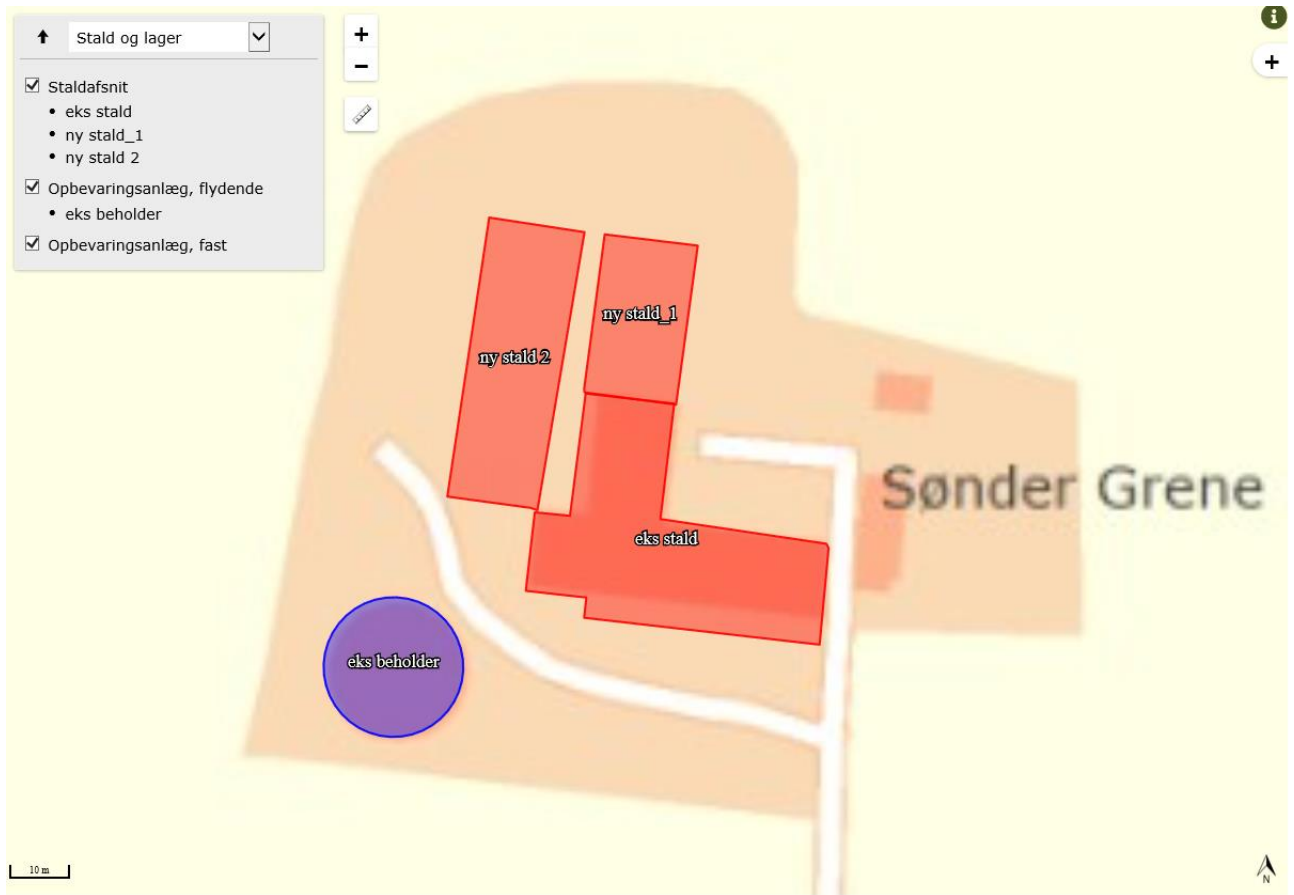 Stald og lager
Staldafsnit
• eks stald
• ny stald_1
• ny stald 2
Opbevaringsanlæg, flydende
• eks beholder
Opbevaringsanlæg, fast
+
−
i
+
ny stald_1
ny stald 2
Sønder Grene
eks stald
eks beholder
10 m
N